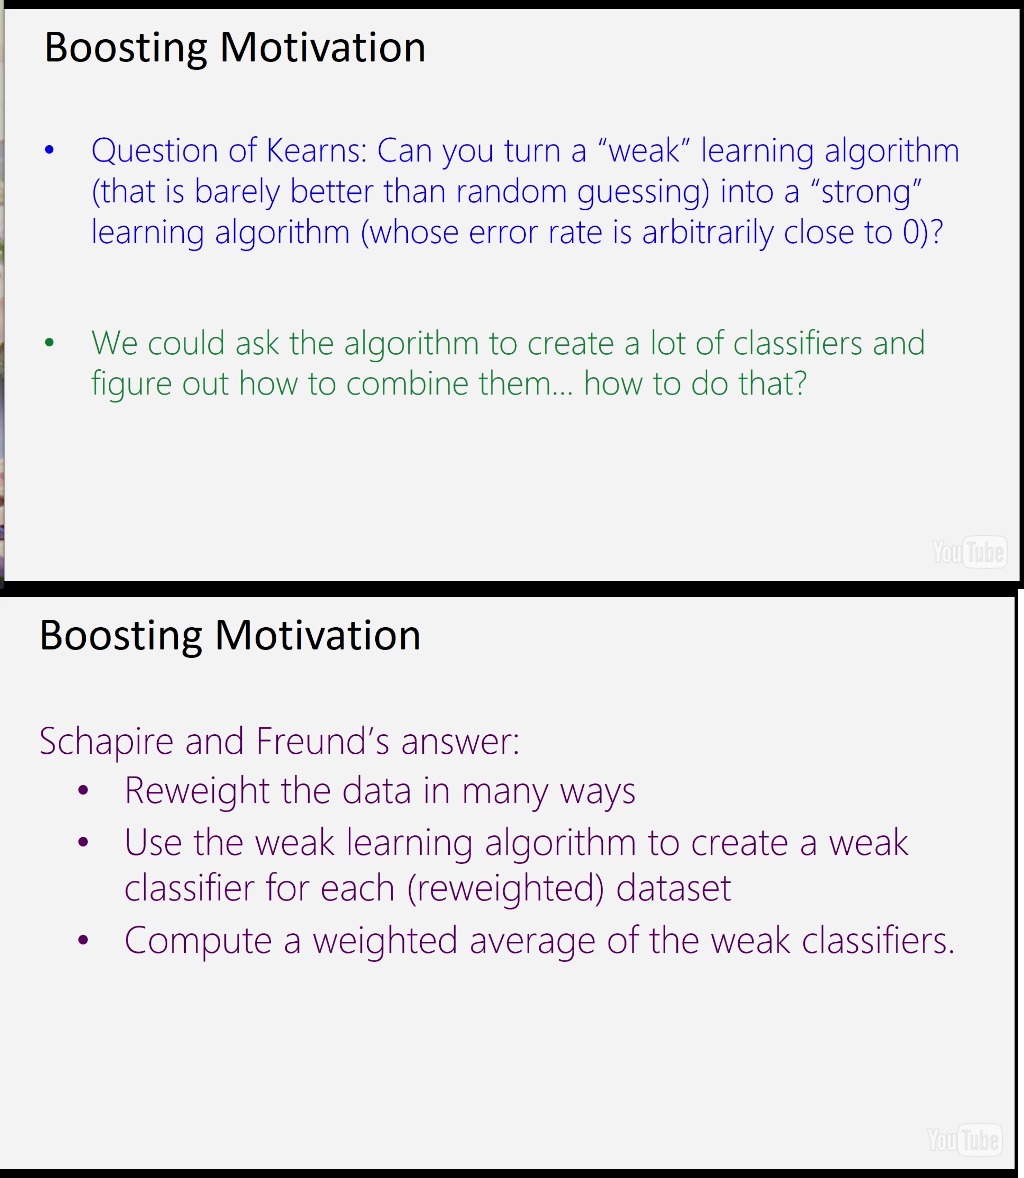 Boosting Motivation
• Question of Kearns: Can you turn a “weak” learning algorithm
(that is barely better than random guessing) into a “strong”
learning algorithm (whose error rate is arbitrarily close to 0)?
• We could ask the algorithm to create a lot of classifiers and
figure out how to combine them... how to do that?
YouTube
Boosting Motivation
Schapire and Freund’s answer:
• Reweight the data in many ways
• Use the weak learning algorithm to create a weak
classifier for each (reweighted) dataset
• Compute a weighted average of the weak classifiers.
YouTube